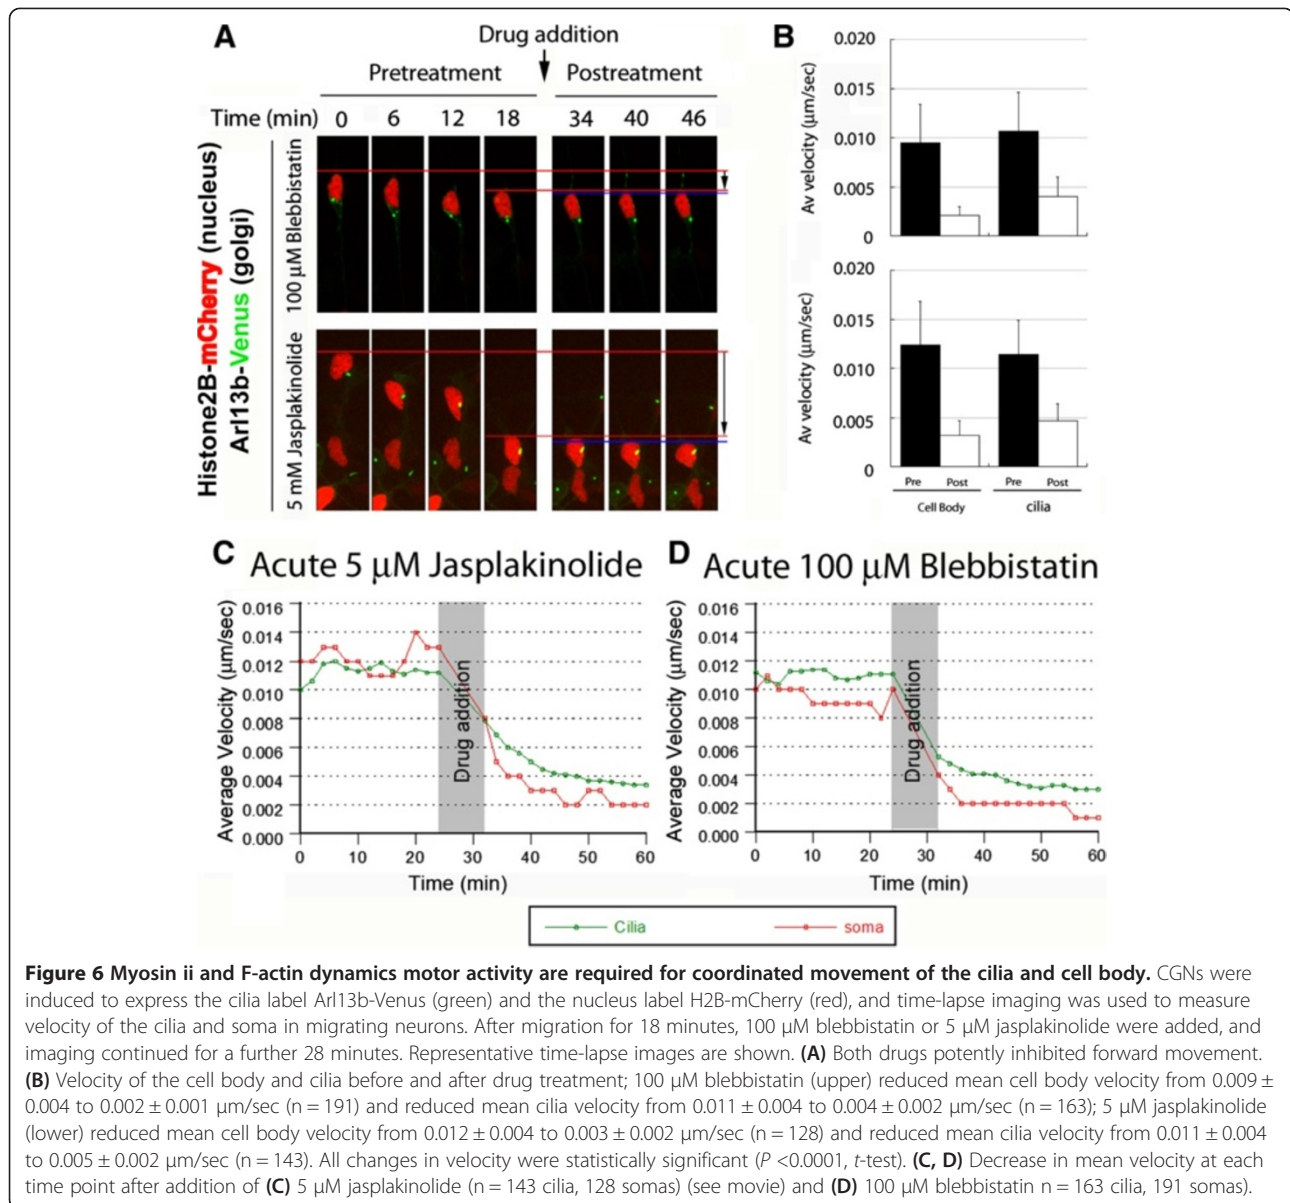 A
Drug addition
Pretreatment
Postreatment
Time (min) 0 6 12 18 34 40 46
Histone2B-mCherry (nucleus)
Arl13b-Venus (golgi)
100 µM Blebbistatin
5 mM Jasplakinolide
B
Av velocity (µm/sec)
0.020
0.015
0.010
0.005
0
Av velocity (µm/sec)
0.020
0.015
0.010
0.005
0
Pre Post Pre Post
Cell Body cilia
C Acute 5 µM Jasplakinolide
Average Velocity (µm/sec)
0.016
0.014
0.012
0.010
0.008
0.006
0.004
0.002
0.000
Drug addition
0 10 20 30 40 50 60
Time (min)
D Acute 100 µM Blebbistatin
Average Velocity (µm/sec)
0.016
0.014
0.012
0.010
0.008
0.006
0.004
0.002
0.000
Drug addition
0 10 20 30 40 50 60
Time (min)
Cilia soma
Figure 6 Myosin ii and F-actin dynamics motor activity are required for coordinated movement of the cilia and cell body. CGNs were
induced to express the cilia label Arl13b-Venus (green) and the nucleus label H2B-mCherry (red), and time-lapse imaging was used to measure
velocity of the cilia and soma in migrating neurons. After migration for 18 minutes, 100 µM blebbistatin or 5 µM jasplakinolide were added, and
imaging continued for a further 28 minutes. Representative time-lapse images are shown. (A) Both drugs potently inhibited forward movement.
(B) Velocity of the cell body and cilia before and after drug treatment; 100 µM blebbistatin (upper) reduced mean cell body velocity from 0.009 ±
0.004 to 0.002 ± 0.001 µm/sec (n = 191) and reduced mean cilia velocity from 0.011 ± 0.004 to 0.004 ± 0.002 µm/sec (n = 163); 5 µM jasplakinolide
(lower) reduced mean cell body velocity from 0.012 ± 0.004 to 0.003 ± 0.002 µm/sec (n = 128) and reduced mean cilia velocity from 0.011 ± 0.004
to 0.005 ± 0.002 µm/sec (n = 143). All changes in velocity were statistically significant (P <0.0001, t-test). (C, D) Decrease in mean velocity at each
time point after addition of (C) 5 µM jasplakinolide (n = 143 cilia, 128 somas) (see movie) and (D) 100 µM blebbistatin n = 163 cilia, 191 somas).